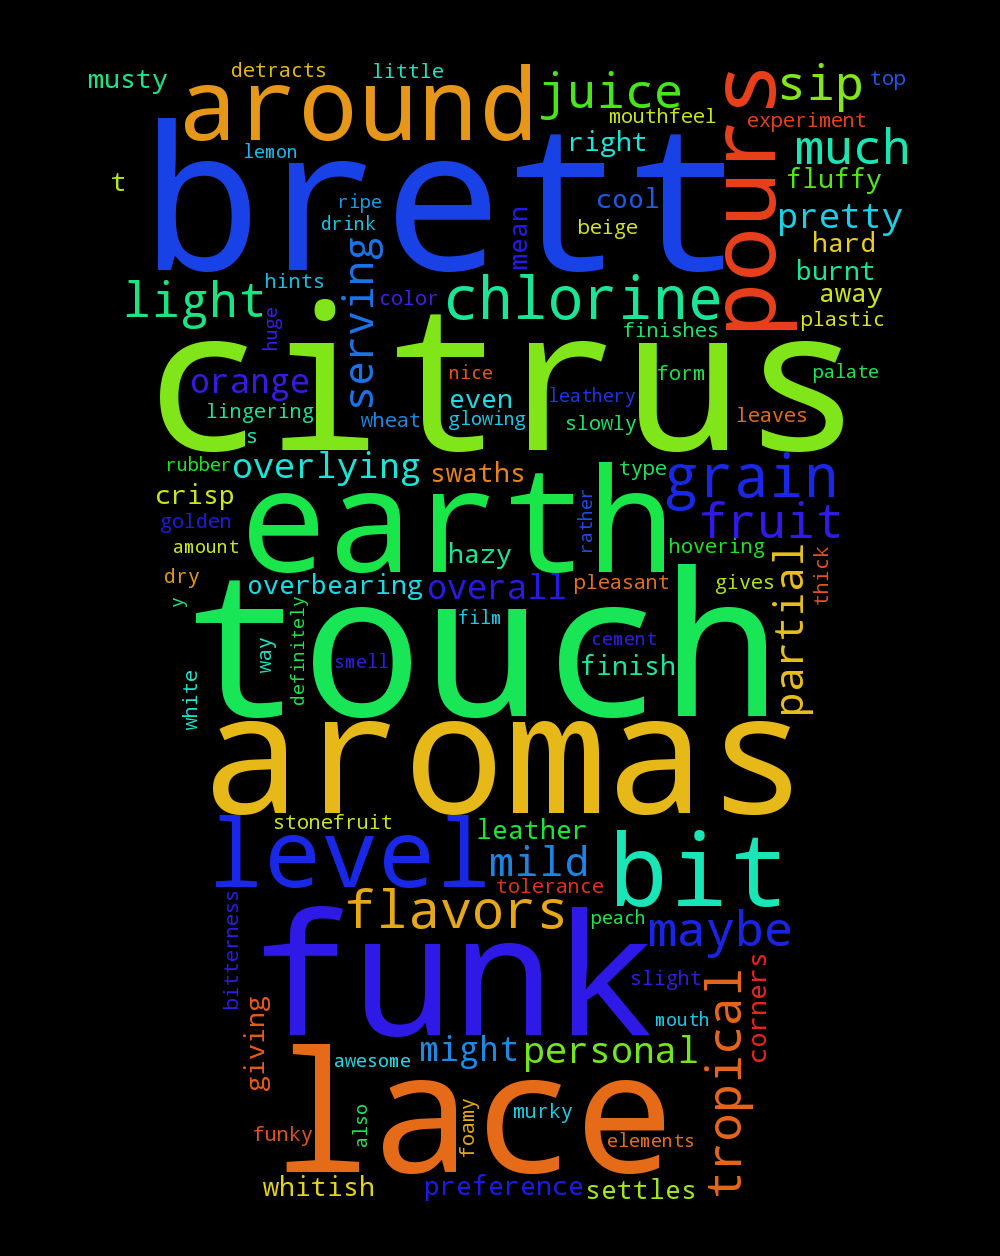 musty
detracts
little
around
juice
pours
sip
top
mouthfeel
experiment
brett
right
much
lemon
t
fluffy
ripe
cool
drink
beige
mean
pretty
hard
serving
hints
light
color
chlorine
burnt
away
plastic
huge
finishes
citrus
orange
nice
form
palate
even
leathery
lingering
wheat
glowing
slowly
leaves
s
rubber
overlying
swaths
type
grain
crisp
earth
rather
fruit
golden
amount
hazy
hovering
dry
overbearing
overall
pleasant
gives
thick
partial
y
touch
definitely
film
way
smell
cement
finish
white
aromas
stonefruit
level
leather
bit
mild
tolerance
flavors
peach
maybe
bitterness
funk
slight
tropical
corners
giving
mouth
might
personal
awesome
lace
also
foamy
murky
funky
elements
whitish
preference
settles